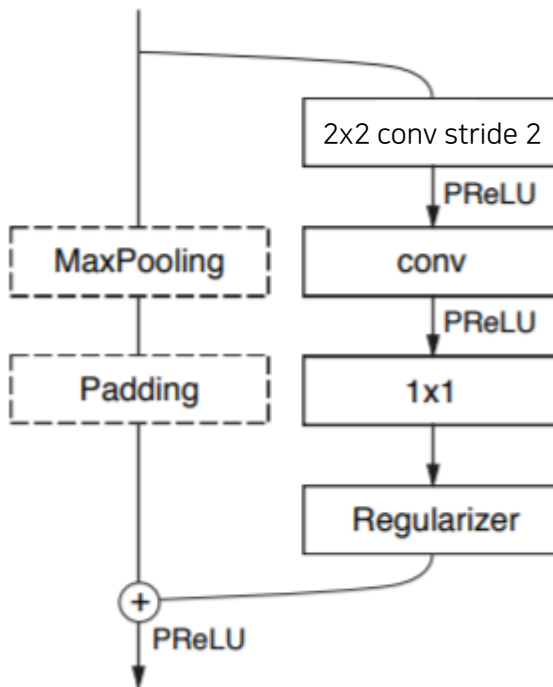 2x2 conv stride 2
PReLU
MaxPooling
conv
PReLU
Padding
1x1
Regularizer
+
PReLU